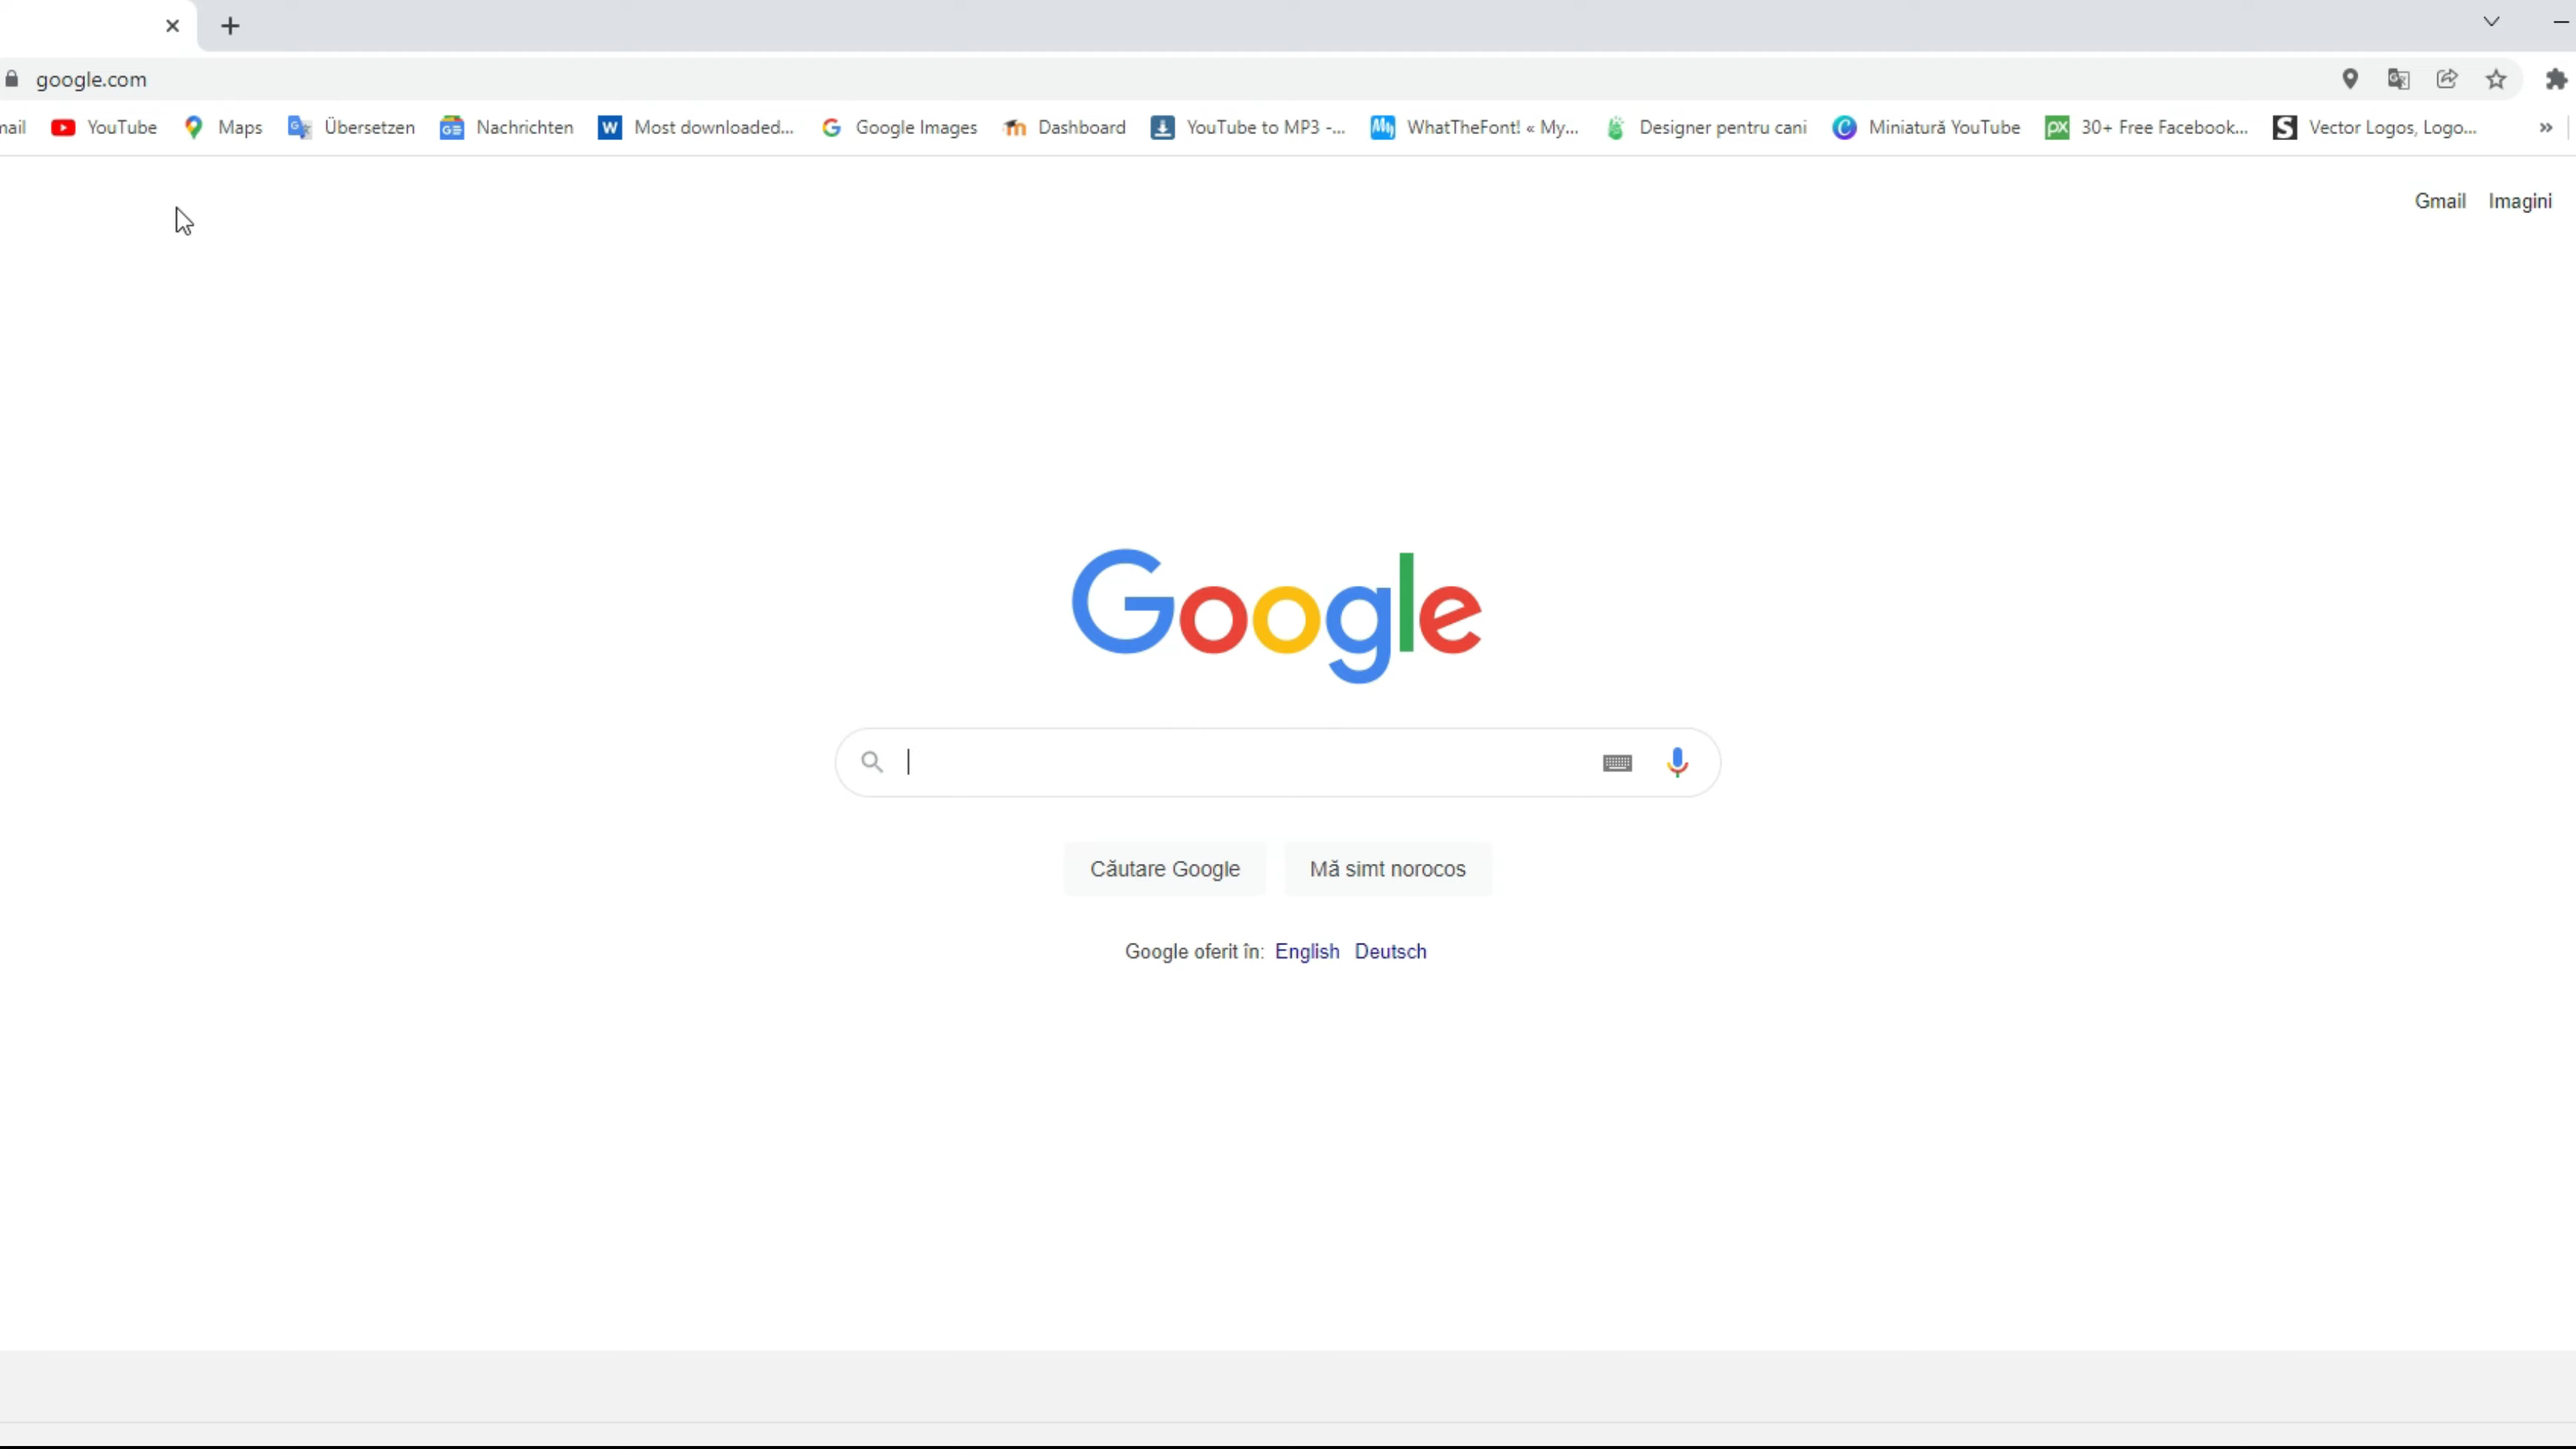 google.com
mail YouTube Maps Übersetzen Nachrichten Most downloaded... Google Images Dashboard YouTube to MP3 -... WhatTheFont! « My... Designer pentru cani Miniatură YouTube 30+ Free Facebook... Vector Logos, Logo... »
Gmail Imagini
Google
Căutare Google Mă simt norocos
Google oferit în: English Deutsch